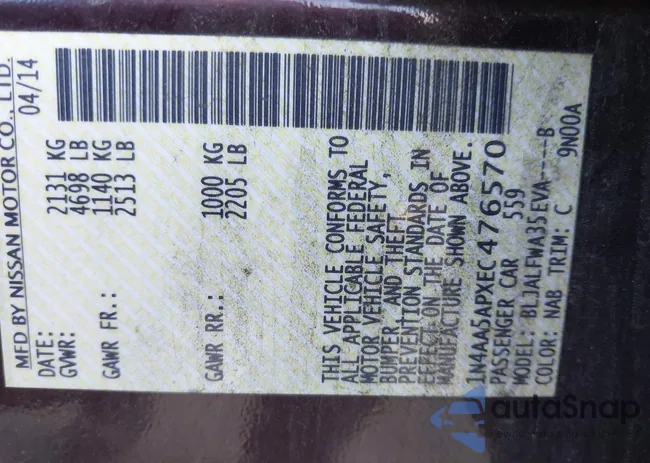 MFD BY NISSAN MOTOR CO., LTD.
DATE: 04/14
GVWR: 2131 KG
4698 LB
GAWR FR.: 1140 KG
2513 LB
GAWR RR.: 1000 KG
2205 LB
THIS VEHICLE CONFORMS TO
ALL APPLICABLE FEDERAL
MOTOR VEHICLE SAFETY,
BUMPER, AND THEFT
PREVENTION STANDARDS IN
EFFECT ON THE DATE OF
MANUFACTURE SHOWN ABOVE.
1N4AA5APXEC476570
PASSENGER CAR 559
MODEL: BLJALFWA35EVA----B
COLOR: NAB TRIM: C 9N00A
autoSnap